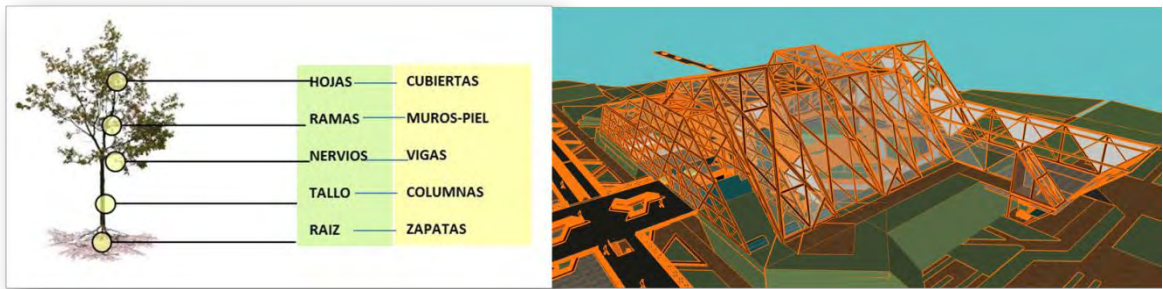 HOJAS CUBIERTAS
RAMAS MUROS-PIEL
NERVIOS VIGAS
TALLO COLUMNAS
RAIZ ZAPATAS